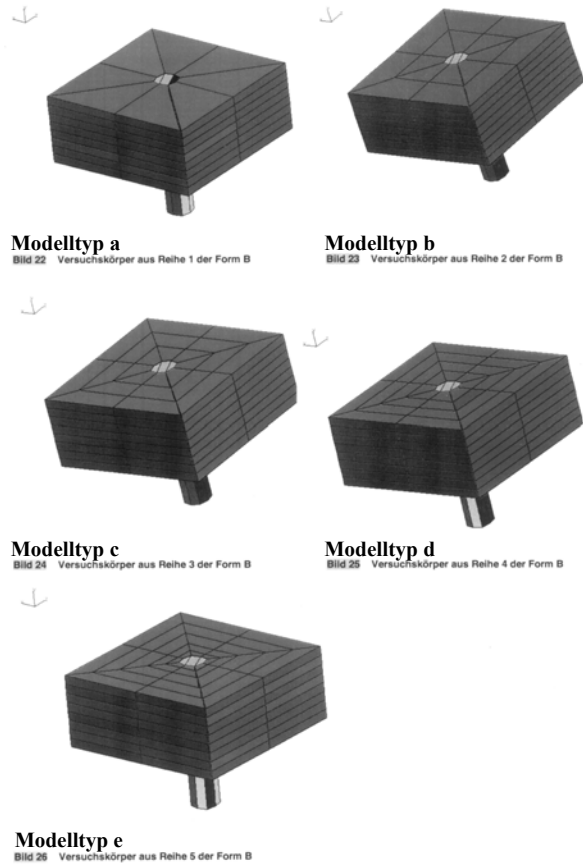 Modelltyp a
Bild 22 Versuchskörper aus Reihe 1 der Form B
Modelltyp b
Bild 23 Versuchskörper aus Reihe 2 der Form B
Modelltyp c
Bild 24 Versuchskörper aus Reihe 3 der Form B
Modelltyp d
Bild 25 Versuchskörper aus Reihe 4 der Form B
Modelltyp e
Bild 26 Versuchskörper aus Reihe 5 der Form B